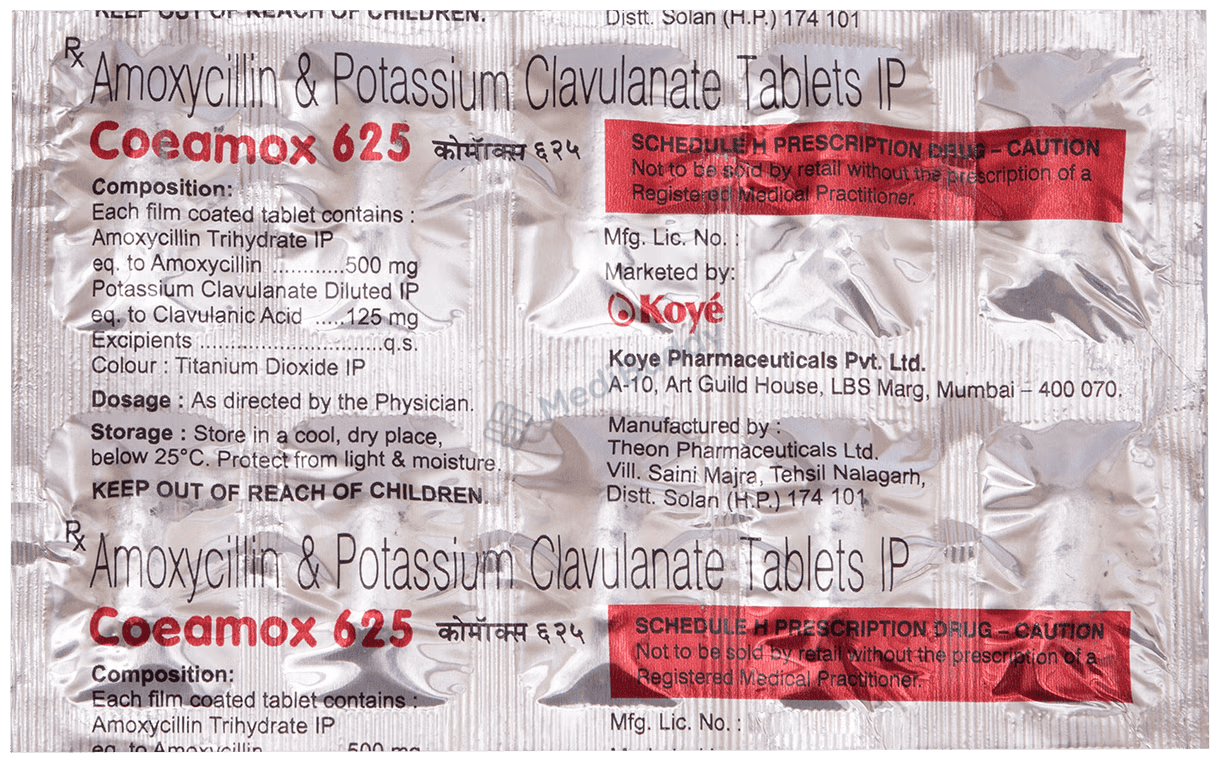 KEEP OUT OF REACH OF CHILDREN.
Distt. Solan (H.P.) 174 101
Rx
Amoxycillin & Potassium Clavulanate Tablets IP
Coeamox 625 कोमॉक्स ६२५
Composition:
Each film coated tablet contains :
Amoxycillin Trihydrate IP
eq. to Amoxycillin ............500 mg
Potassium Clavulanate Diluted IP
eq. to Clavulanic Acid .....125 mg
Excipients ................................q.s.
Colour : Titanium Dioxide IP
Dosage : As directed by the Physician.
Storage : Store in a cool, dry place,
below 25°C. Protect from light & moisture.
KEEP OUT OF REACH OF CHILDREN.
SCHEDULE H PRESCRIPTION DRUG – CAUTION
Not to be sold by retail without the prescription of a
Registered Medical Practitioner.
Mfg. Lic. No. :
Marketed by:
Koyé
Koye Pharmaceuticals Pvt. Ltd.
A-10, Art Guild House, LBS Marg, Mumbai – 400 070.
Manufactured by :
Theon Pharmaceuticals Ltd.
Vill. Saini Majra, Tehsil Nalagarh,
Distt. Solan (H.P.) 174 101
Rx
Amoxycillin & Potassium Clavulanate Tablets IP
Coeamox 625 कोमॉक्स ६२५
Composition:
Each film coated tablet contains :
Amoxycillin Trihydrate IP
eq. to Amoxycillin 500 mg
SCHEDULE H PRESCRIPTION DRUG – CAUTION
Not to be sold by retail without the prescription of a
Registered Medical Practitioner.
Mfg. Lic. No. :